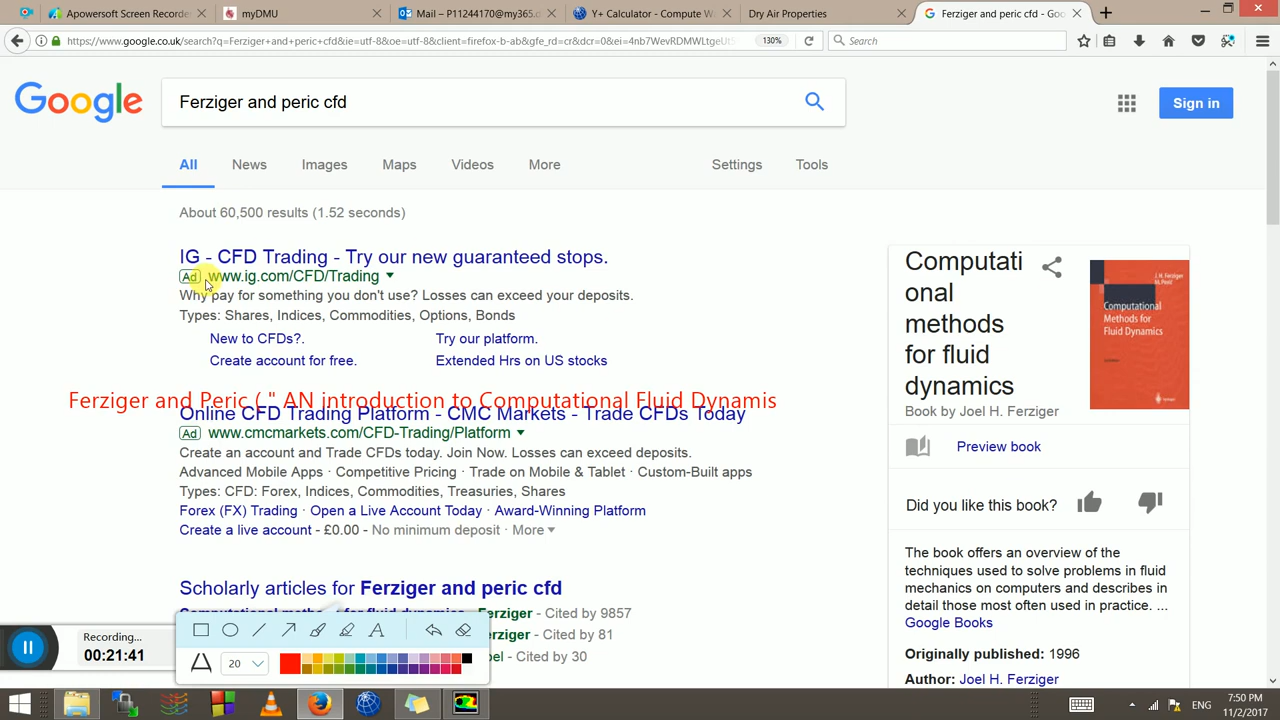 Apowersoft Screen Recorder
myDMU
Mail – P11244170@my365.d
Y+ Calculator - Compute W
Dry Air Properties
Ferziger and peric cfd - Goo
https://www.google.co.uk/search?q=Ferziger+and+peric+cfd&ie=utf-8&oe=utf-8&client=firefox-b-ab&gfe_rd=cr&dcr=0&ei=4nb7WevRDMWLtgeU
130%
Search
Google
Ferziger and peric cfd
Sign in
All
News
Images
Maps
Videos
More
Settings
Tools
About 60,500 results (1.52 seconds)
IG - CFD Trading - Try our new guaranteed stops.
Ad www.ig.com/CFD/Trading
Why pay for something you don't use? Losses can exceed your deposits.
Types: Shares, Indices, Commodities, Options, Bonds
New to CFDs?.
Try our platform.
Create account for free.
Extended Hrs on US stocks
Ferziger and Peric ( " AN introduction to Computational Fluid Dynamis
Online CFD Trading Platform - CMC Markets - Trade CFDs Today
Ad www.cmcmarkets.com/CFD-Trading/Platform
Create an account and Trade CFDs today. Join Now. Losses can exceed deposits.
Mobile Apps · Competitive Pricing · Trade on Mobile & Tablet · Custom-Built apps
Types: CFD: Forex, Indices, Commodities, Treasuries, Shares
Forex (FX) Trading · Open a Live Account Today · Award-Winning Platform
Create a live account - £0.00 - No minimum deposit · More
Scholarly articles for Ferziger and peric cfd
Ferziger - Cited by 9857
rziger - Cited by 81
el - Cited by 30
Computati
onal
methods
for fluid
dynamics
Book by Joel H. Ferziger
J. H. Ferziger
M. Perić
Computational
Methods for
Fluid Dynamics
Springer
Preview book
Did you like this book?
The book offers an overview of the
techniques used to solve problems in fluid
mechanics on computers and describes in
detail those most often used in practice. ...
Google Books
Originally published: 1996
Author: Joel H. Ferziger
Recording...
00:21:41
A
20
ENG
7:50 PM
11/2/2017